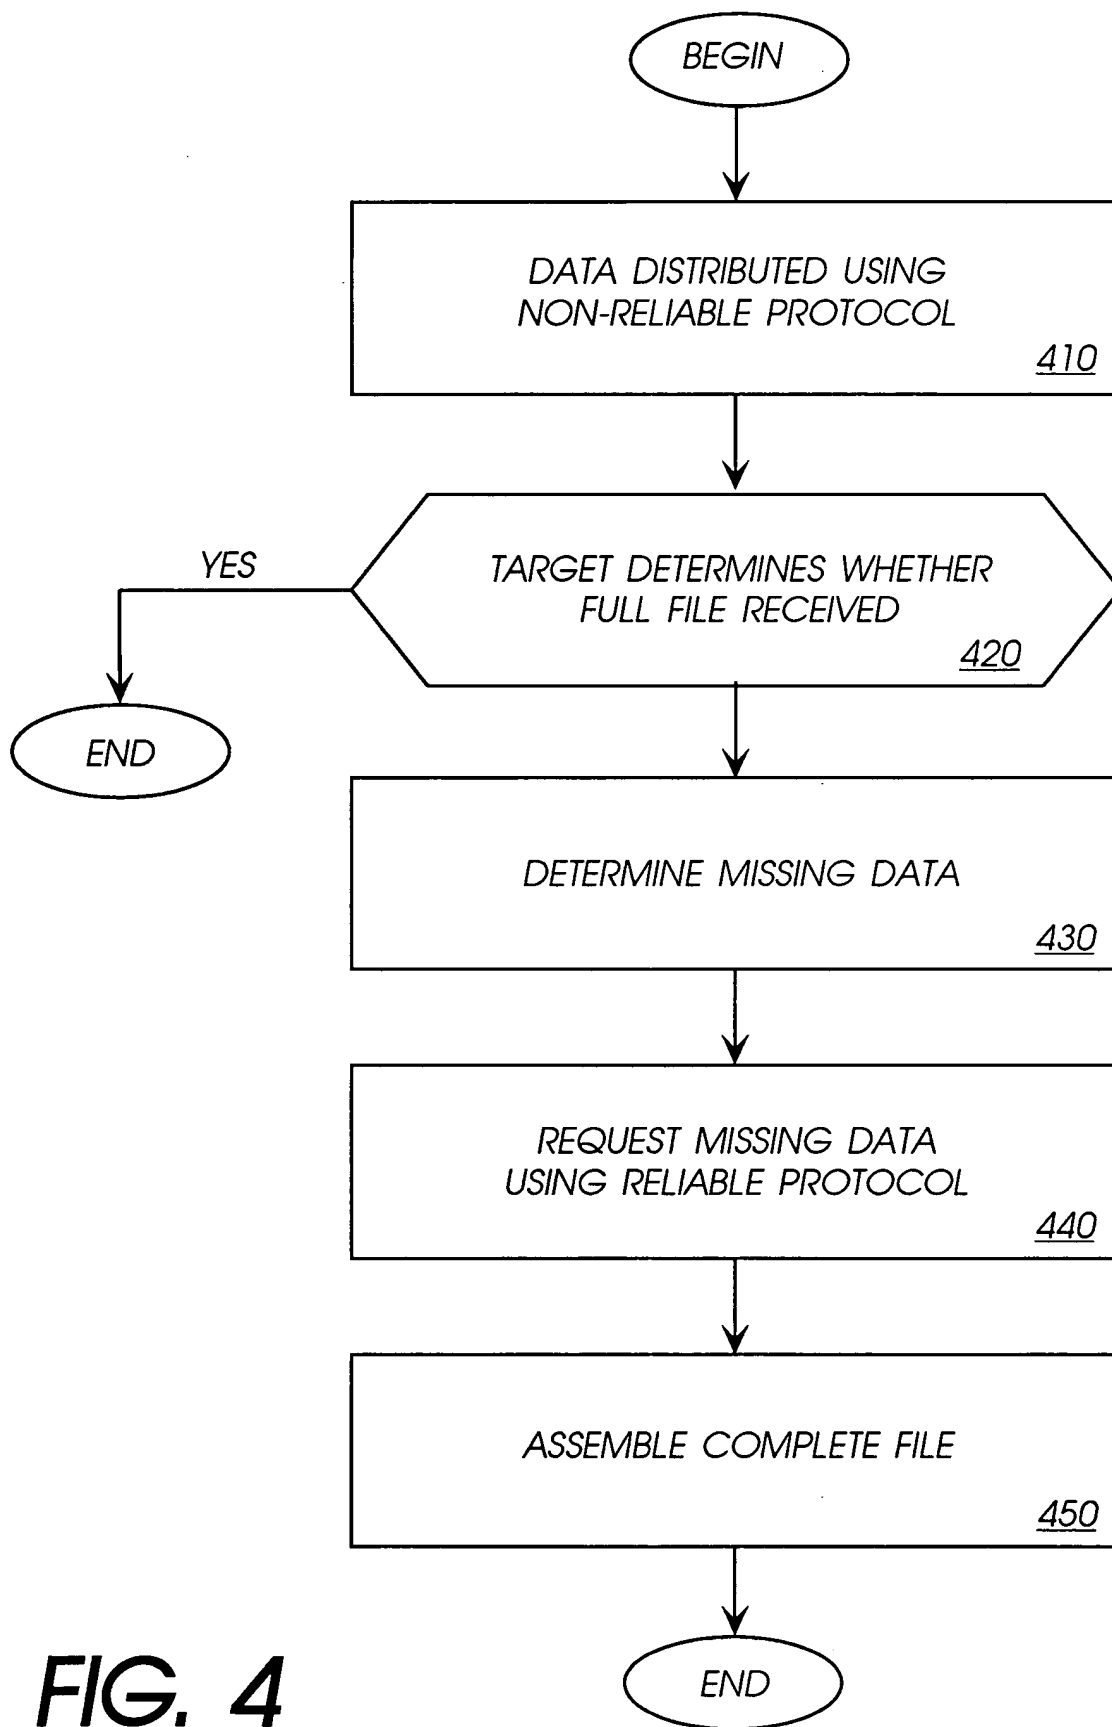 BEGIN
DATA DISTRIBUTED USING
NON-RELIABLE PROTOCOL
410
YES
TARGET DETERMINES WHETHER
FULL FILE RECEIVED
420
END
DETERMINE MISSING DATA
430
REQUEST MISSING DATA
USING RELIABLE PROTOCOL
440
ASSEMBLE COMPLETE FILE
450
END
FIG. 4